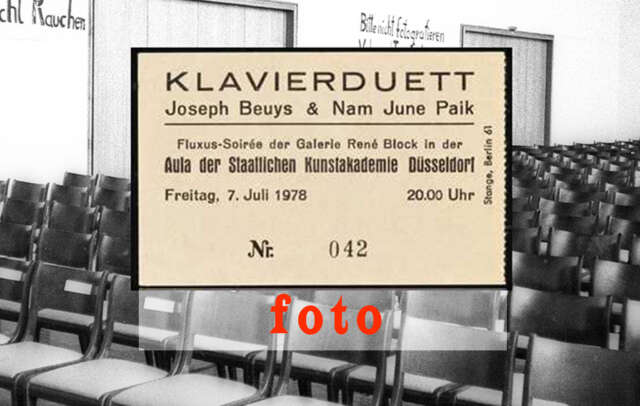 cht Rauchen
Bitte nicht fotografieren
KLAVIERDUETT
Joseph Beuys & Nam June Paik
Fluxus-Soirée der Galerie René Block in der
Aula der Staatlichen Kunstakademie Düsseldorf
Freitag, 7. Juli 1978 20.00 Uhr
Stange, Berlin 61
Nr. 042
foto